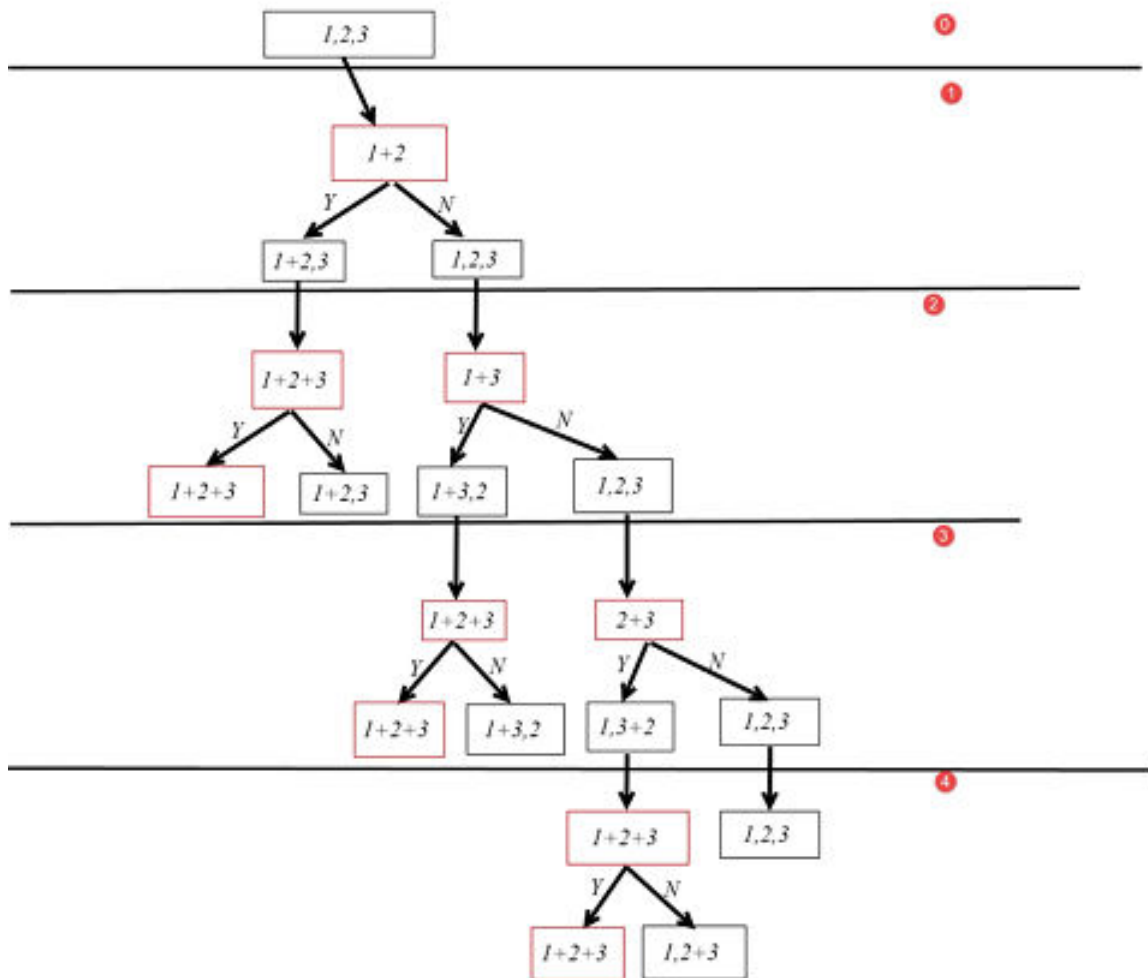 1,2,3
0
1
1+2
Y N
1+2,3 1,2,3
2
1+2+3 1+3
Y N Y N
1+2+3 1+2,3 1+3,2 1,2,3
3
1+2+3 2+3
Y N Y N
1+2+3 1+3,2 1,3+2 1,2,3
4
1+2+3 1,2,3
Y N
1+2+3 1,2+3